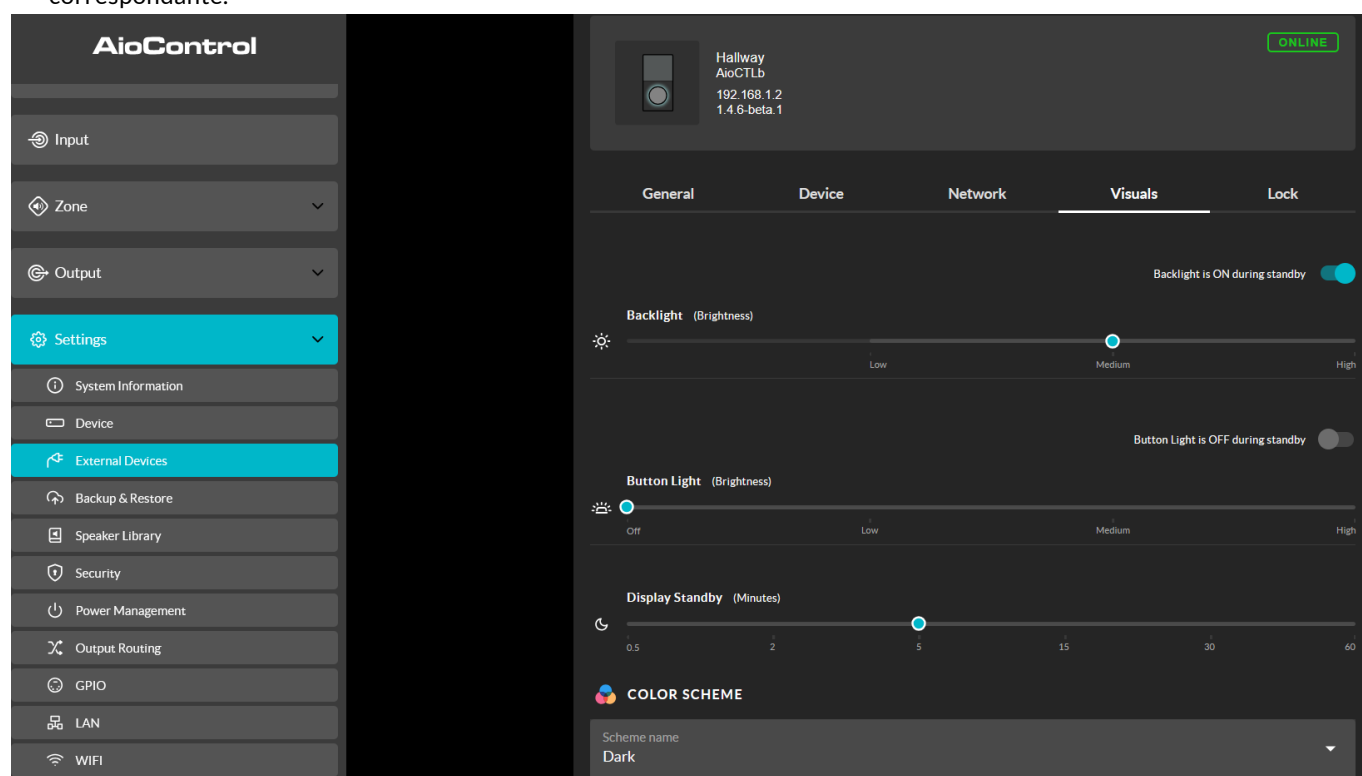 correspondante.
AioControl
Input
Zone
Output
Settings
System Information
Device
External Devices
Backup & Restore
Speaker Library
Security
Power Management
Output Routing
GPIO
LAN
WIFI
Hallway
AioCTLb
192.168.1.2
1.4.6-beta.1
ONLINE
General Device Network Visuals Lock
Backlight is ON during standby
Backlight (Brightness)
Low Medium High
Button Light is OFF during standby
Button Light (Brightness)
Off Low Medium High
Display Standby (Minutes)
0.5 2 5 15 30 60
COLOR SCHEME
Scheme name
Dark